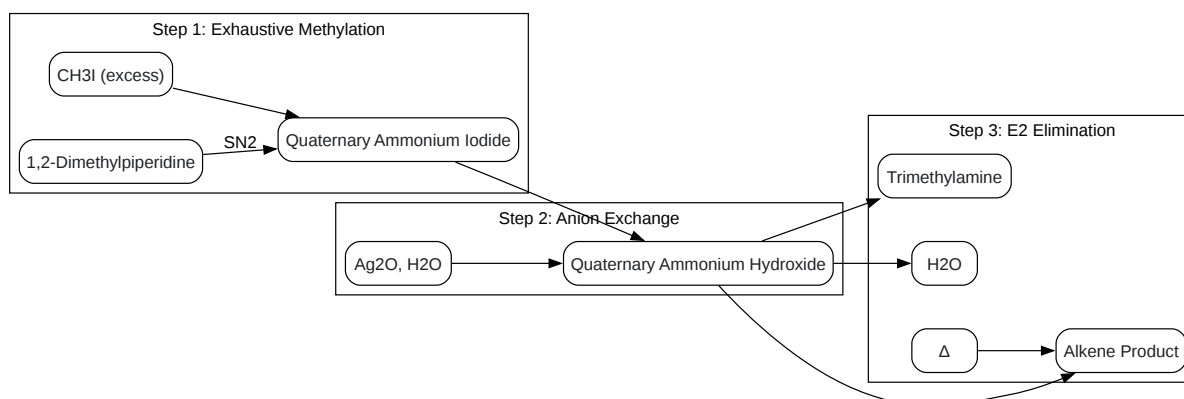 Step 1: Exhaustive Methylation
CH3I (excess)
1,2-Dimethylpiperidine
SN2
Quaternary Ammonium Iodide
Step 2: Anion Exchange
Ag2O, H2O
Quaternary Ammonium Hydroxide
Step 3: E2 Elimination
Trimethylamine
H2O
Δ
Alkene Product